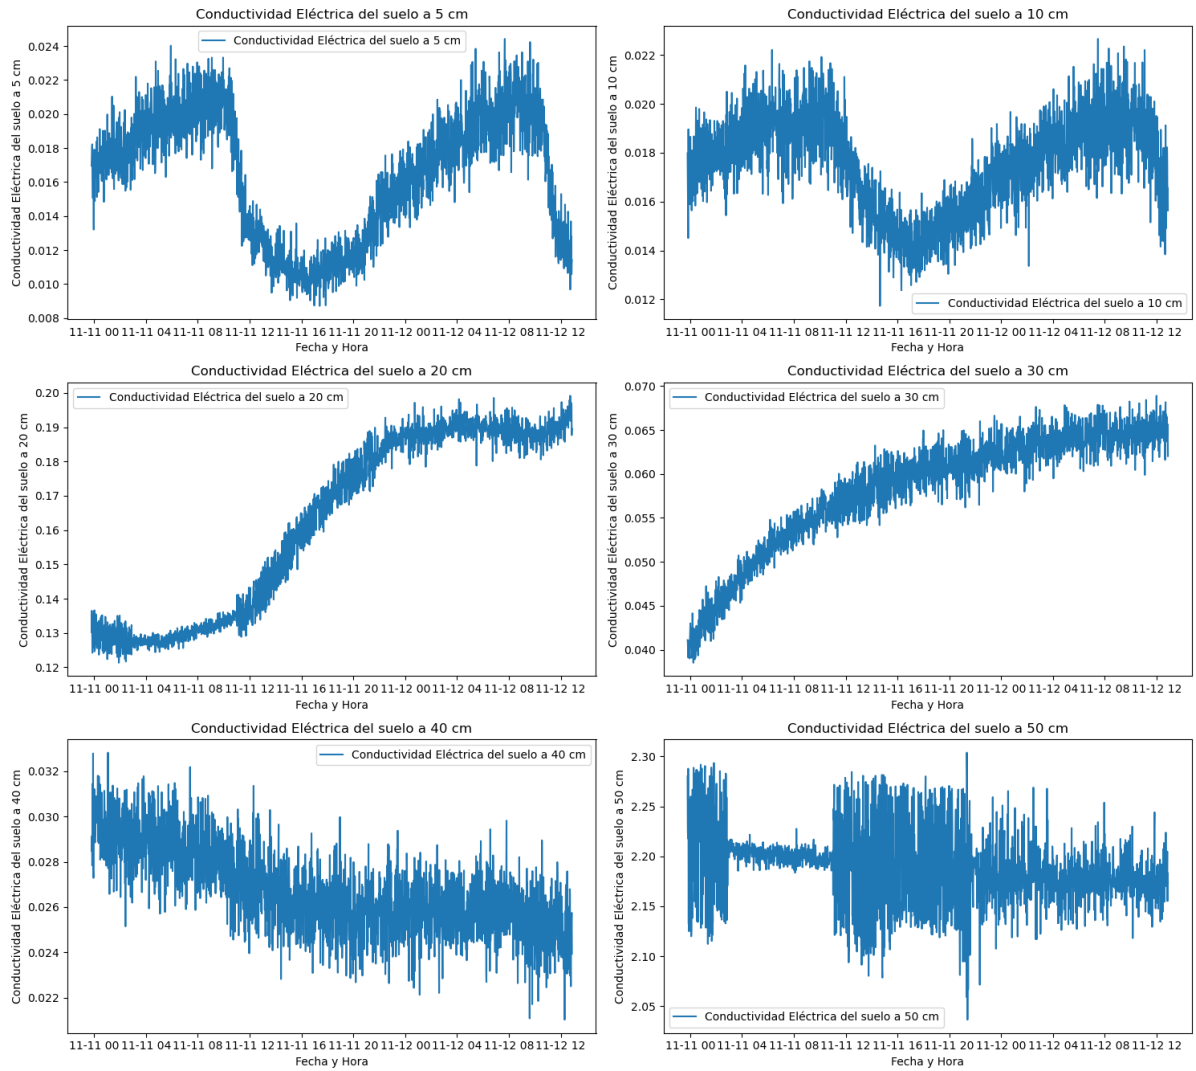 Conductividad Eléctrica del suelo a 5 cm
Conductividad Eléctrica del suelo a 5 cm
Conductividad Eléctrica del suelo a 5 cm
0.024
0.022
0.020
0.018
0.016
0.014
0.012
0.010
0.008
11-11 00 11-11 04 11-11 08 11-11 12 11-11 16 11-11 20 11-12 00 11-12 04 11-12 08 11-12 12
Fecha y Hora
Conductividad Eléctrica del suelo a 10 cm
Conductividad Eléctrica del suelo a 10 cm
0.022
0.020
0.018
0.016
0.014
0.012
Conductividad Eléctrica del suelo a 10 cm
11-11 00 11-11 04 11-11 08 11-11 12 11-11 16 11-11 20 11-12 00 11-12 04 11-12 08 11-12 12
Fecha y Hora
Conductividad Eléctrica del suelo a 20 cm
Conductividad Eléctrica del suelo a 20 cm
Conductividad Eléctrica del suelo a 20 cm
0.20
0.19
0.18
0.17
0.16
0.15
0.14
0.13
0.12
11-11 00 11-11 04 11-11 08 11-11 12 11-11 16 11-11 20 11-12 00 11-12 04 11-12 08 11-12 12
Fecha y Hora
Conductividad Eléctrica del suelo a 30 cm
Conductividad Eléctrica del suelo a 30 cm
Conductividad Eléctrica del suelo a 30 cm
0.070
0.065
0.060
0.055
0.050
0.045
0.040
11-11 00 11-11 04 11-11 08 11-11 12 11-11 16 11-11 20 11-12 00 11-12 04 11-12 08 11-12 12
Fecha y Hora
Conductividad Eléctrica del suelo a 40 cm
Conductividad Eléctrica del suelo a 40 cm
Conductividad Eléctrica del suelo a 40 cm
0.032
0.030
0.028
0.026
0.024
0.022
11-11 00 11-11 04 11-11 08 11-11 12 11-11 16 11-11 20 11-12 00 11-12 04 11-12 08 11-12 12
Fecha y Hora
Conductividad Eléctrica del suelo a 50 cm
Conductividad Eléctrica del suelo a 50 cm
2.30
2.25
2.20
2.15
2.10
2.05
Conductividad Eléctrica del suelo a 50 cm
11-11 00 11-11 04 11-11 08 11-11 12 11-11 16 11-11 20 11-12 00 11-12 04 11-12 08 11-12 12
Fecha y Hora